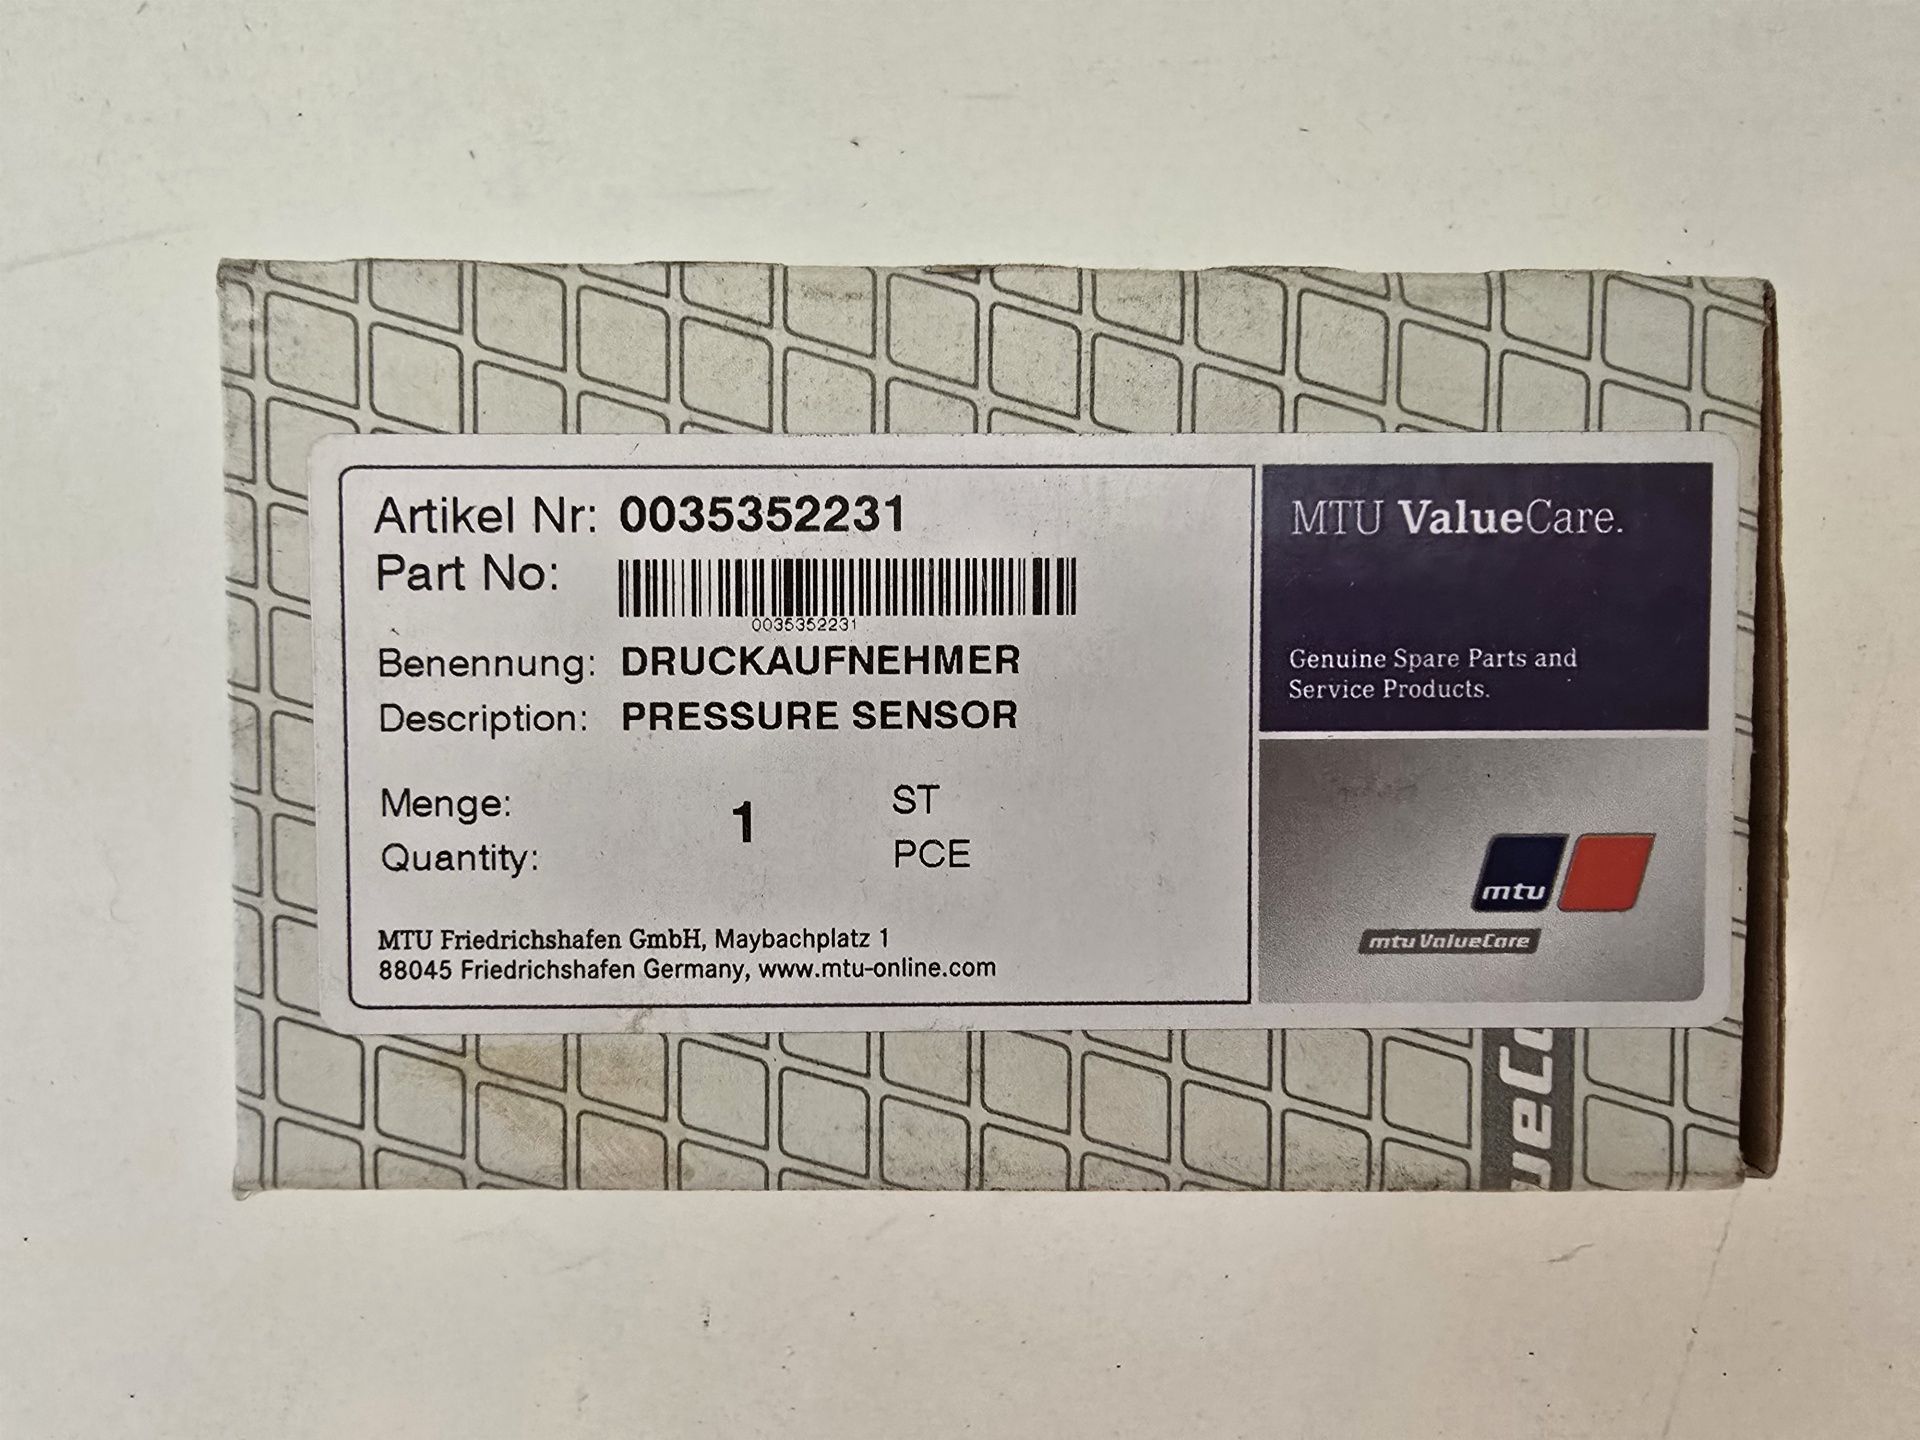 Artikel Nr: 0035352231
Part No:
0035352231
Benennung: DRUCKAUFNEHMER
Description: PRESSURE SENSOR
Menge: 1 ST
Quantity: PCE
MTU Friedrichshafen GmbH, Maybachplatz 1
88045 Friedrichshafen Germany, www.mtu-online.com
MTU ValueCare.
Genuine Spare Parts and
Service Products.
mtu
mtu ValueCare